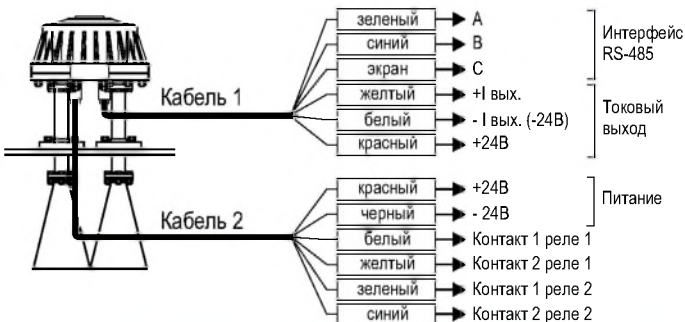 зеленый A
синий B
экран C
Интерфейс
RS-485
Кабель 1
желтый +I вых.
белый - I вых. (-24В)
красный +24В
Токовый
выход
красный +24В
черный - 24В
Питание
Кабель 2
белый Контакт 1 реле 1
желтый Контакт 2 реле 1
зеленый Контакт 1 реле 2
синий Контакт 2 реле 2